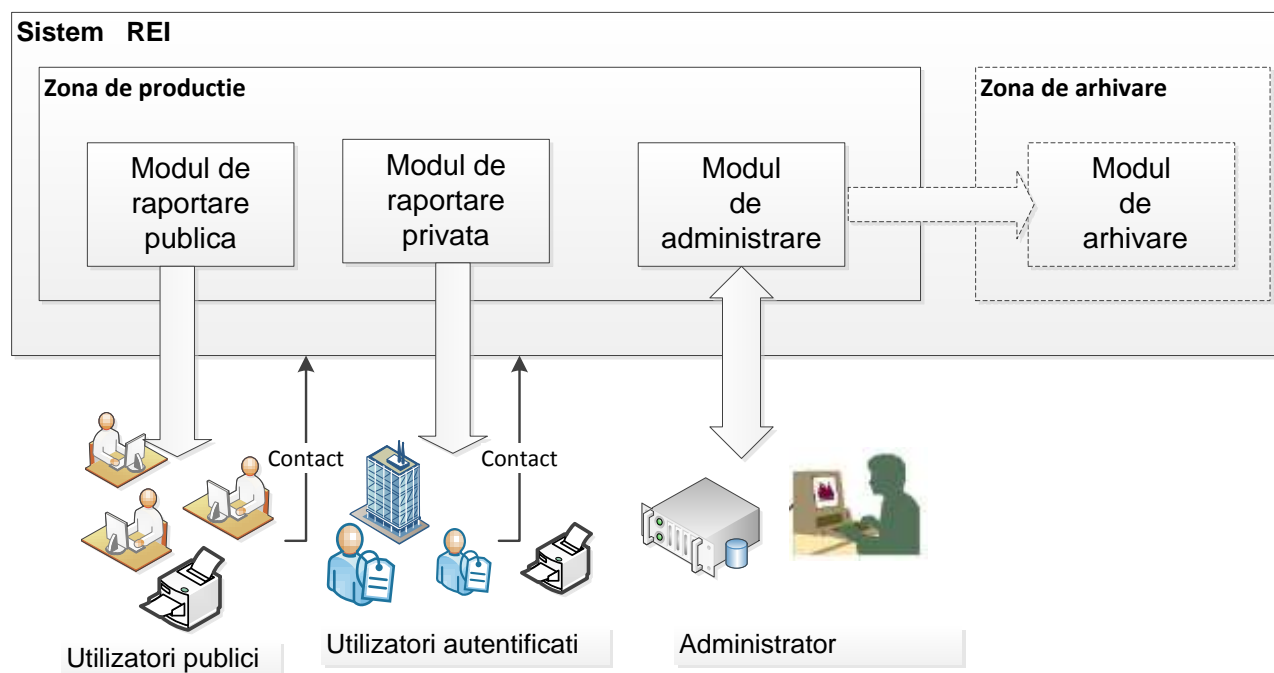 Sistem REI
Zona de productie
Zona de arhivare
Modul de
raportare
publica
Modul de
raportare
privata
Modul
de
administrare
Modul
de
arhivare
Contact
Contact
Utilizatori publici
Utilizatori autentificati
Administrator